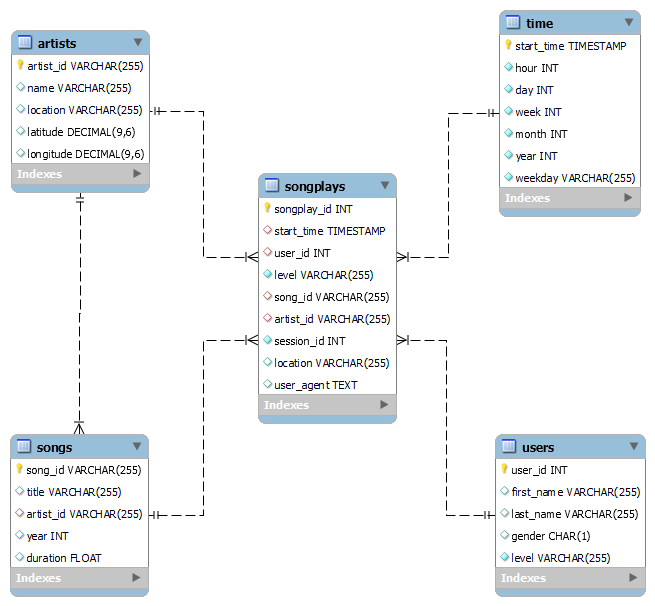 artists
artist_id VARCHAR(255)
name VARCHAR(255)
location VARCHAR(255)
latitude DECIMAL(9,6)
longitude DECIMAL(9,6)
Indexes
time
start_time TIMESTAMP
hour INT
day INT
week INT
month INT
year INT
weekday VARCHAR(255)
Indexes
songplays
songplay_id INT
start_time TIMESTAMP
user_id INT
level VARCHAR(255)
song_id VARCHAR(255)
artist_id VARCHAR(255)
session_id INT
location VARCHAR(255)
user_agent TEXT
Indexes
songs
song_id VARCHAR(255)
title VARCHAR(255)
artist_id VARCHAR(255)
year INT
duration FLOAT
Indexes
users
user_id INT
first_name VARCHAR(255)
last_name VARCHAR(255)
gender CHAR(1)
level VARCHAR(255)
Indexes